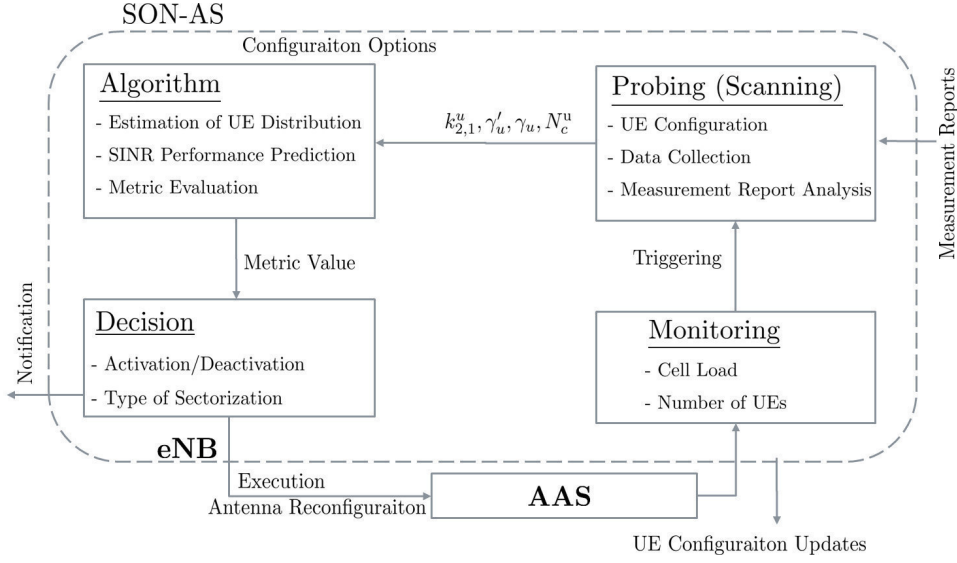 SON-AS
Configuraiton Options
Algorithm
- Estimation of UE Distribution
- SINR Performance Prediction
- Metric Evaluation
k^u_{2,1}, γ′_u, γ_u, N^u_c
Probing (Scanning)
- UE Configuration
- Data Collection
- Measurement Report Analysis
Measurement Reports
Metric Value
Triggering
Notification
Decision
- Activation/Deactivation
- Type of Sectorization
Monitoring
- Cell Load
- Number of UEs
eNB
Execution
Antenna Reconfiguraiton
AAS
UE Configuraiton Updates